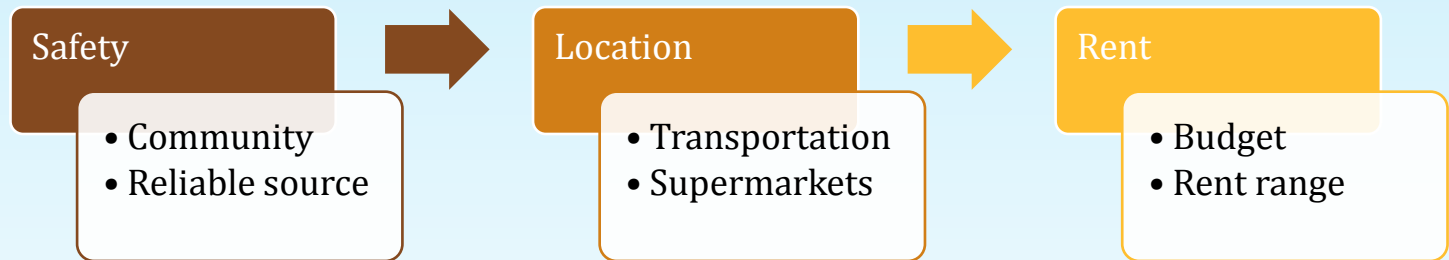 Safety
• Community
• Reliable source
Location
• Transportation
• Supermarkets
Rent
• Budget
• Rent range